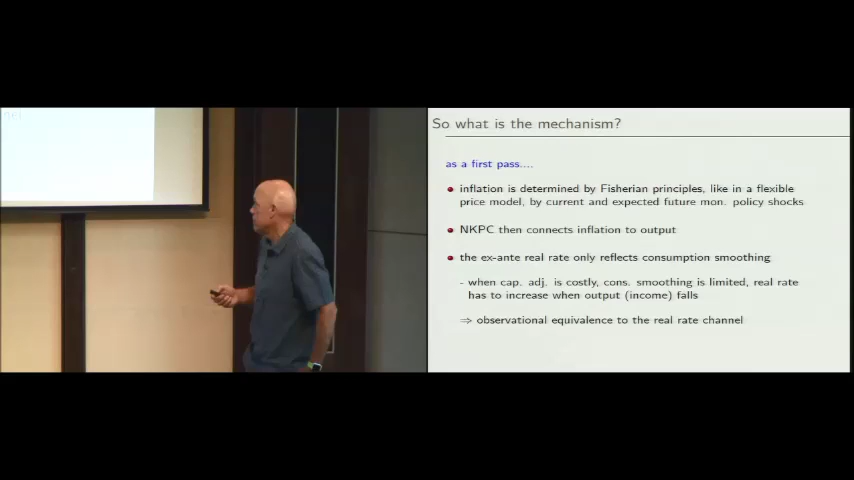 So what is the mechanism?
as a first pass....
inflation is determined by Fisherian principles, like in a flexible
price model, by current and expected future mon. policy shocks
NKPC then connects inflation to output
the ex-ante real rate only reflects consumption smoothing
- when cap. adj. is costly, cons. smoothing is limited, real rate
has to increase when output (income) falls
⇒ observational equivalence to the real rate channel